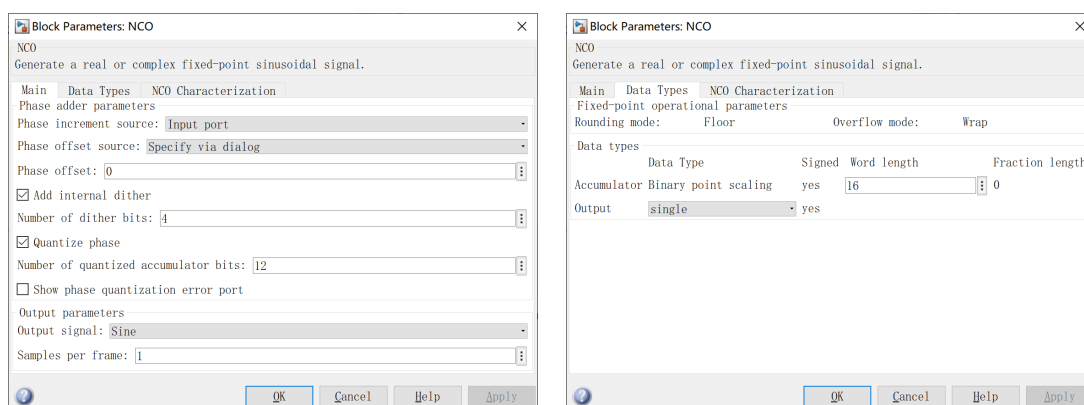 Block Parameters: NCO
NCO
Generate a real or complex fixed-point sinusoidal signal.
Main Data Types NCO Characterization
Phase adder parameters
Phase increment source: Input port
Phase offset source: Specify via dialog
Phase offset: 0
Add internal dither
Number of dither bits: 4
Quantize phase
Number of quantized accumulator bits: 12
Show phase quantization error port
Output parameters
Output signal: Sine
Samples per frame: 1
OK Cancel Help Apply
Block Parameters: NCO
NCO
Generate a real or complex fixed-point sinusoidal signal.
Main Data Types NCO Characterization
Fixed-point operational parameters
Rounding mode: Floor Overflow mode: Wrap
Data types
Data Type Signed Word length Fraction length
Accumulator Binary point scaling yes 16 0
Output single yes
OK Cancel Help Apply